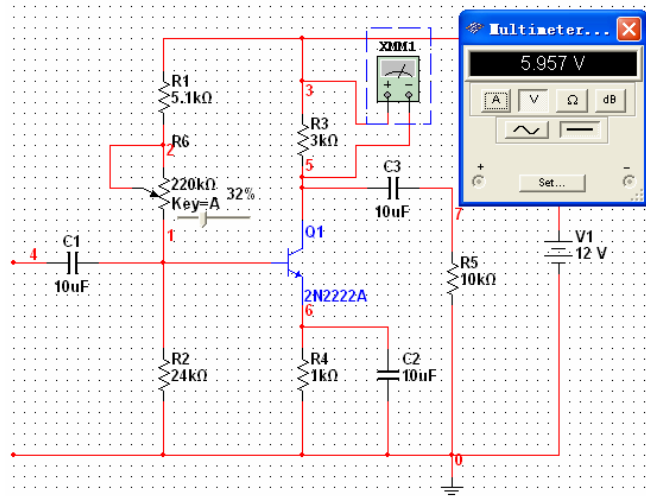 Multimeter...
5.957 V
A
V
Ω
dB
+
Set...
-
XMM1
+ -
3
R1
5.1kΩ
R3
3kΩ
R6
2
5
220kΩ
Key=A
32%
C3
10uF
7
1
4
C1
10uF
Q1
2N2222A
6
R5
10kΩ
V1
12 V
R2
24kΩ
R4
1kΩ
C2
10uF
0